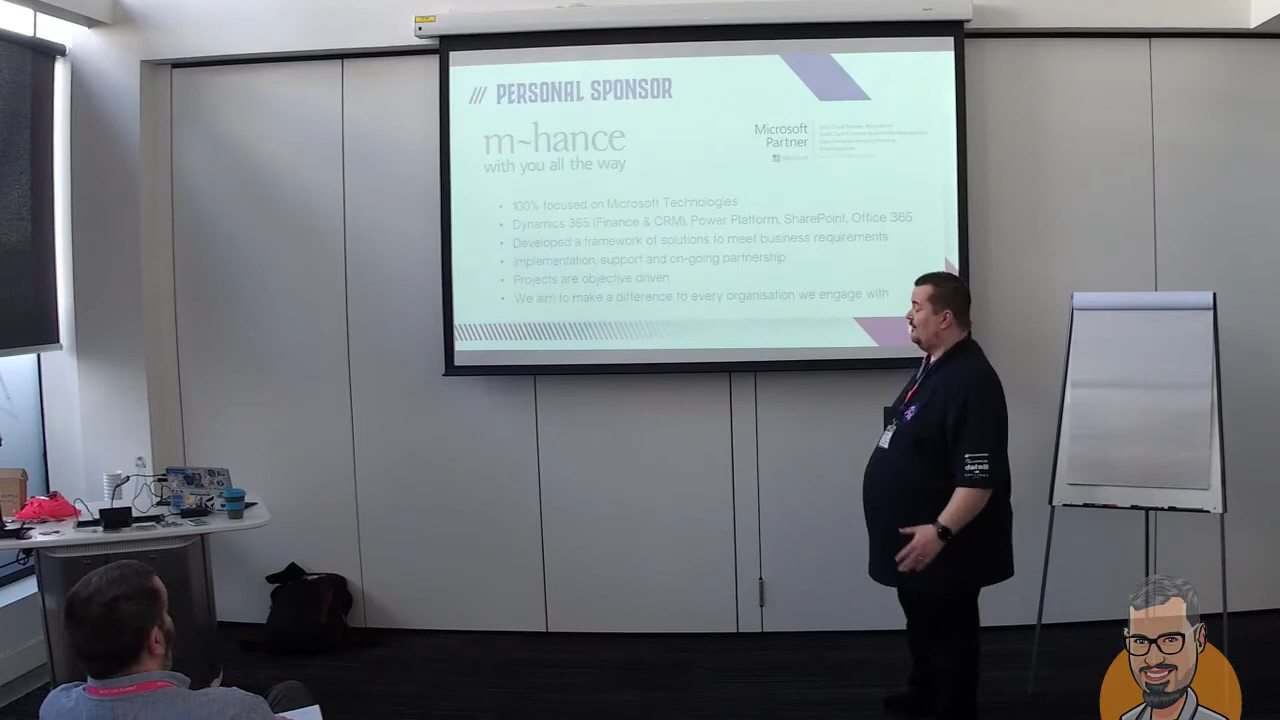 /// PERSONAL SPONSOR
m~hance
with you all the way
Microsoft
Partner
Microsoft
• 100% focused on Microsoft Technologies
• Dynamics 365 (Finance & CRM), Power Platform, SharePoint, Office 365
• Developed a framework of solutions to meet business requirements
• Implementation, support and on-going partnership
• Projects are objective driven
• We aim to make a difference to every organisation we engage with